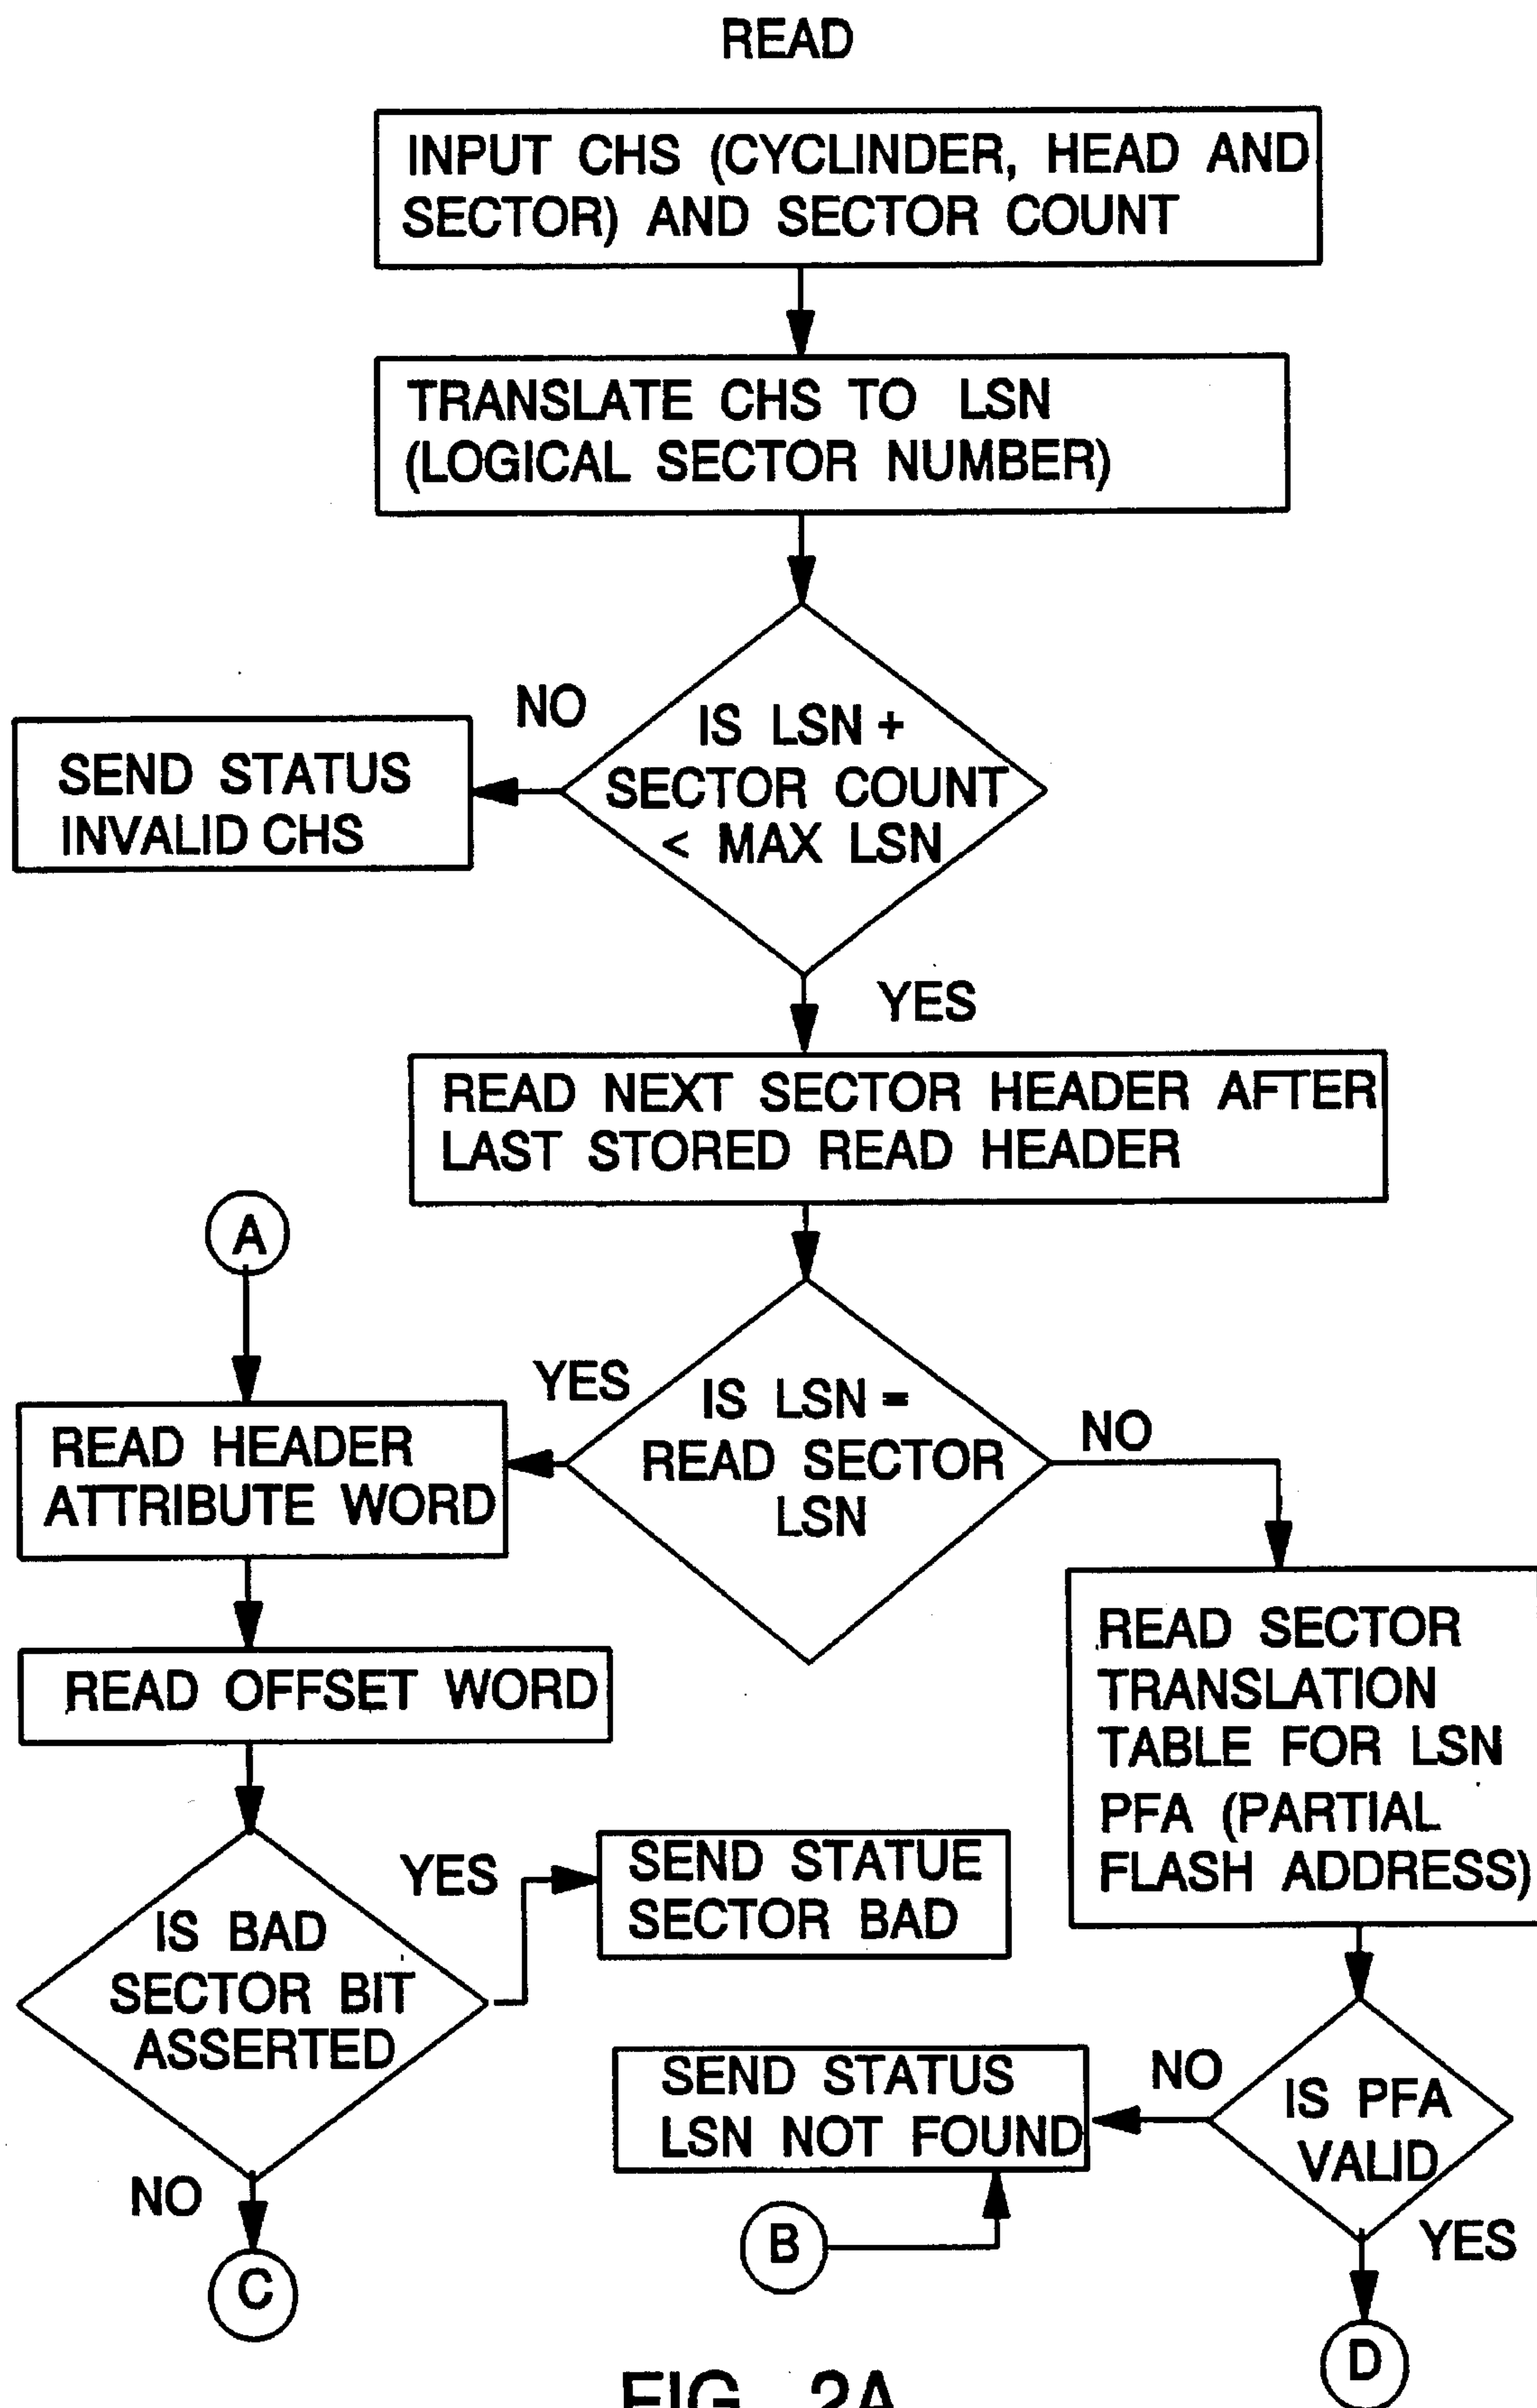 READ
INPUT CHS (CYCLINDER, HEAD AND
SECTOR) AND SECTOR COUNT
TRANSLATE CHS TO LSN
(LOGICAL SECTOR NUMBER)
NO
IS LSN +
SECTOR COUNT
< MAX LSN
SEND STATUS
INVALID CHS
YES
READ NEXT SECTOR HEADER AFTER
LAST STORED READ HEADER
A
YES
IS LSN =
READ SECTOR
LSN
NO
READ HEADER
ATTRIBUTE WORD
READ OFFSET WORD
READ SECTOR
TRANSLATION
TABLE FOR LSN
PFA (PARTIAL
FLASH ADDRESS)
YES
SEND STATUE
SECTOR BAD
IS BAD
SECTOR BIT
ASSERTED
SEND STATUS
LSN NOT FOUND
NO
IS PFA
VALID
NO
B
YES
C
D
FIG. 2A